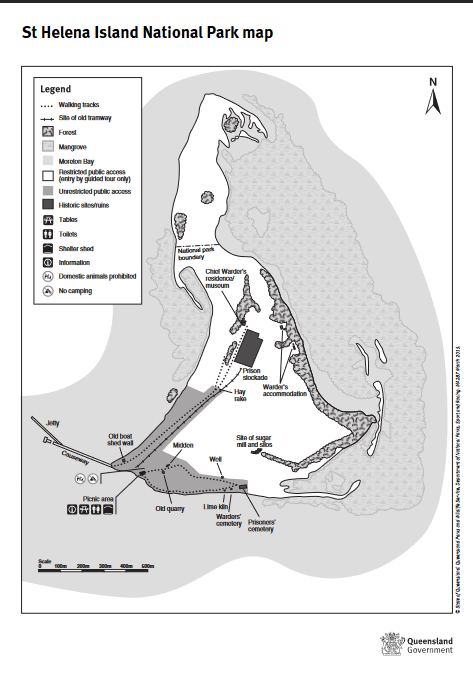 St Helena Island National Park map
Legend
Walking tracks
Site of old tramway
Forest
Mangrove
Moreton Bay
Restricted public access
(entry by guided tour only)
Unrestricted public access
Historic sites/ruins
Tables
Toilets
Shelter shed
Information
Domestic animals prohibited
No camping
N
National park
boundary
Chief Warder's
residence/
museum
Prison
stockade
Hay
rake
Warder's
accommodation
Jetty
Causeway
Old boat
shed wall
Midden
Site of sugar
mill and silos
Well
Picnic area
Old quarry
Lime kiln
Warders'
cemetery
Prisoners'
cemetery
Scale
0 100m 200m 300m 400m 500m
© State of Queensland. Queensland Parks and Wildlife Service, Department of National Parks, Sport and Racing. March 2015.
Queensland
Government